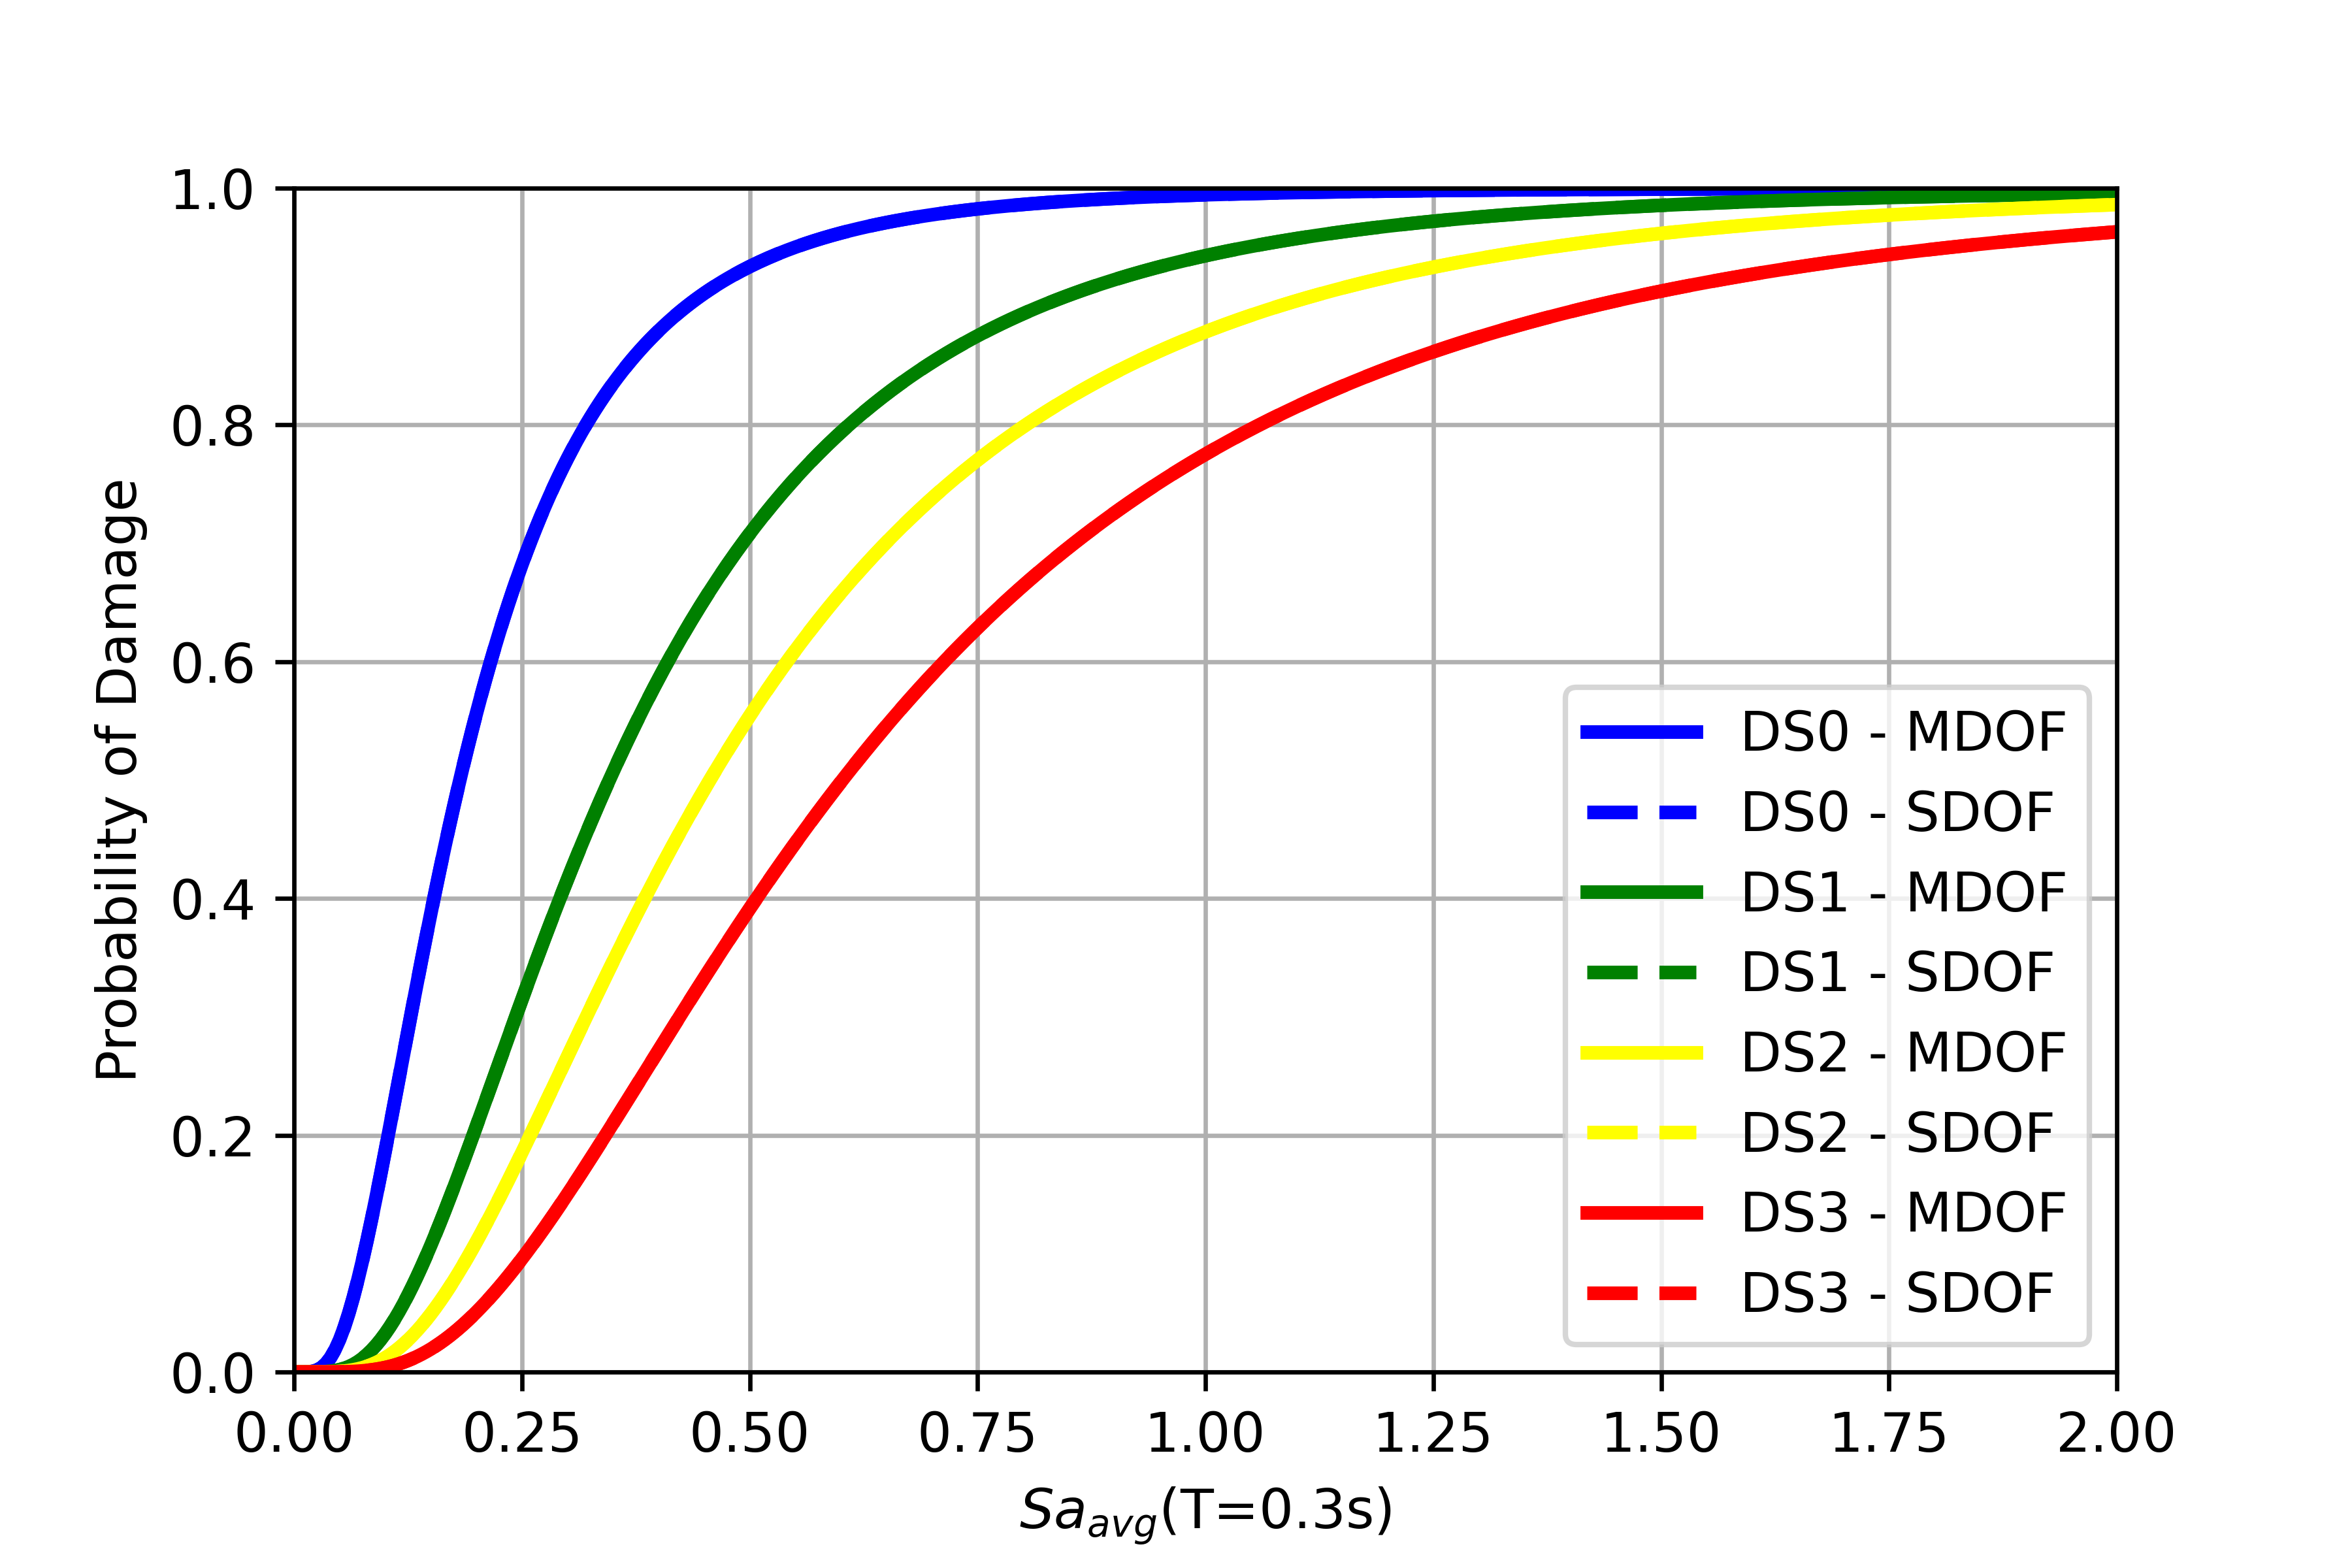 1.0
0.8
0.6
0.4
0.2
0.0
Probability of Damage
0.00 0.25 0.50 0.75 1.00 1.25 1.50 1.75 2.00
Sa_avg(T=0.3s)
DS0 - MDOF
DS0 - SDOF
DS1 - MDOF
DS1 - SDOF
DS2 - MDOF
DS2 - SDOF
DS3 - MDOF
DS3 - SDOF